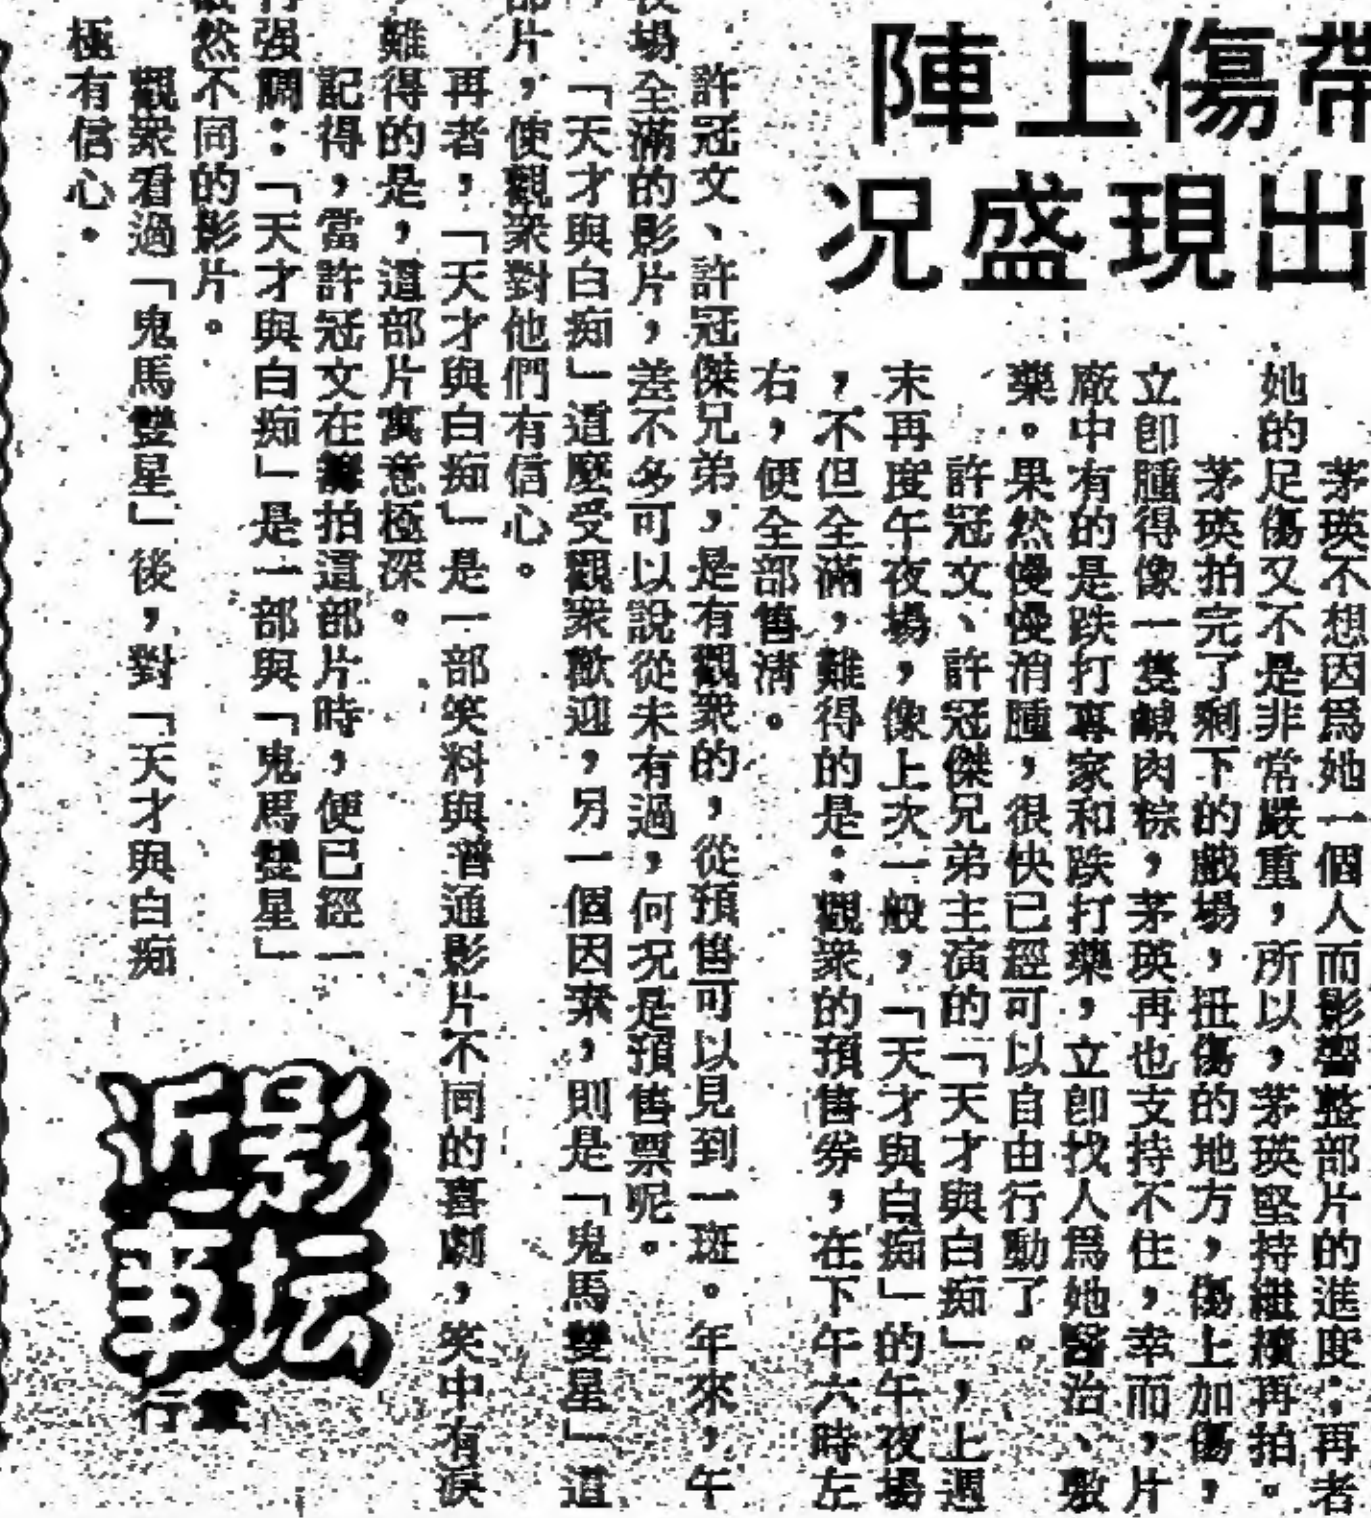 帶傷上陣
出現盛况
茅瑛不想因爲她一個人而影響整部片的進度；再者
她的足傷又不是非常嚴重，所以，茅瑛堅持繼續再拍。
茅瑛拍完了剩下的戲場，扭傷的地方，傷上加傷，
立卽腫得像一隻鹹肉粽，茅瑛再也支持不住，幸而，片
廠中有的是跌打專家和跌打藥，立卽找人爲她醫治、敷
藥。果然慢慢消腫，很快已經可以自由行動了。
許冠文、許冠傑兄弟主演的「天才與白痴」，上週
末再度午夜場，像上次一般，「天才與白痴」的午夜場
，不但全滿，難得的是：觀衆的預售券，在下午六時左
右，便全部售清。
許冠文、許冠傑兄弟，是有觀衆的，從預售可以見到一斑。年來，午
夜場全滿的影片，差不多可以說從未有過，何況是預售票呢。
「天才與白痴」這麼受觀衆歡迎，另一個因素，則是「鬼馬雙星」這
部片，使觀衆對他們有信心。
再者，「天才與白痴」是一部笑料與普通影片不同的喜劇，笑中有淚
，難得的是，這部片寓意極深。
記得，當許冠文在籌拍這部片時，便已經一
强調：「天才與白痴」是一部與「鬼馬雙星」
然不同的影片。
觀衆看過「鬼馬雙星」後，對「天才與白痴
極有信心。
影坛
近事
行